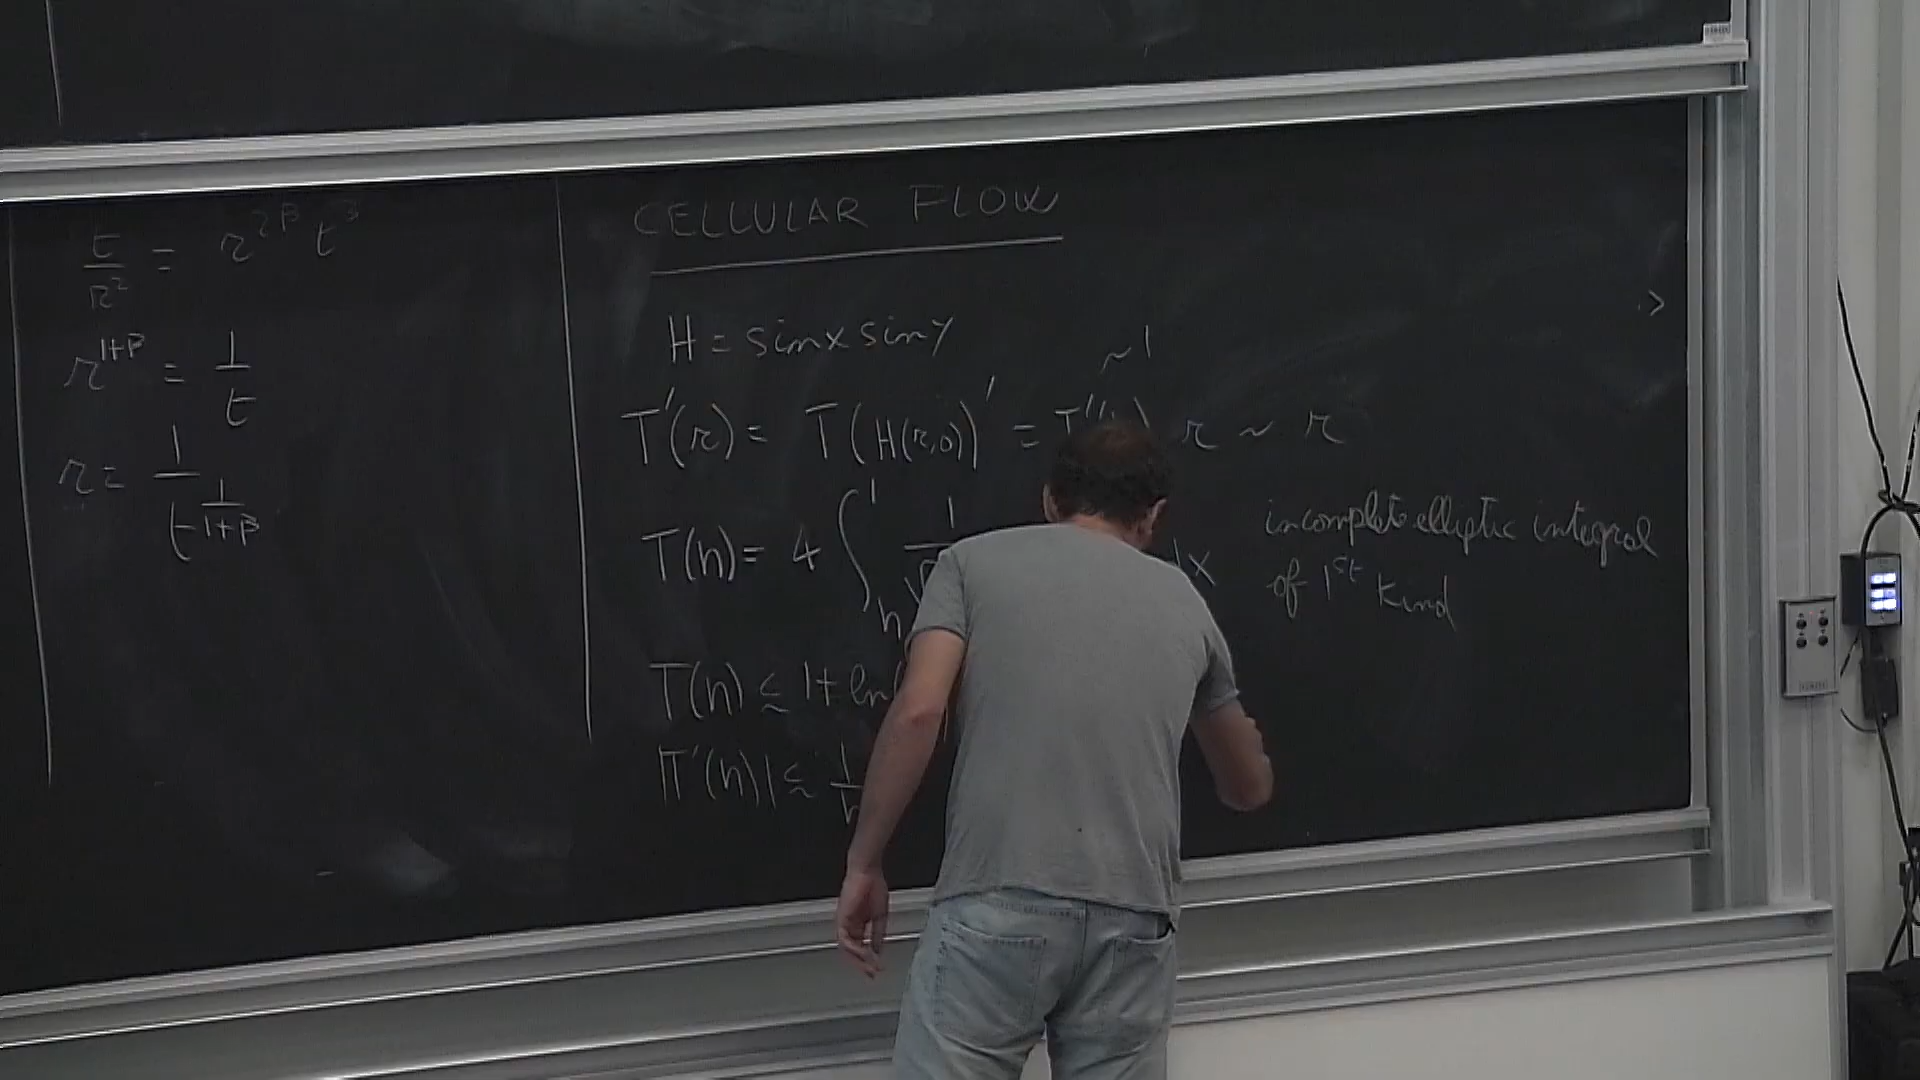 t/r² = r^{2β} t³
r^{1+β} = 1/t
r = 1/t^{1/(1+β)}
CELLULAR FLOW
H = sin x sin y
~1
T'(r) = T(H(r,0))' = T'( ) r ~ r
T(h) = 4 ∫_h^1 1/√ dx
incomplete elliptic integral
of 1st kind
T(h) ≲ 1 + ln
|T'(h)| ≲ 1/h